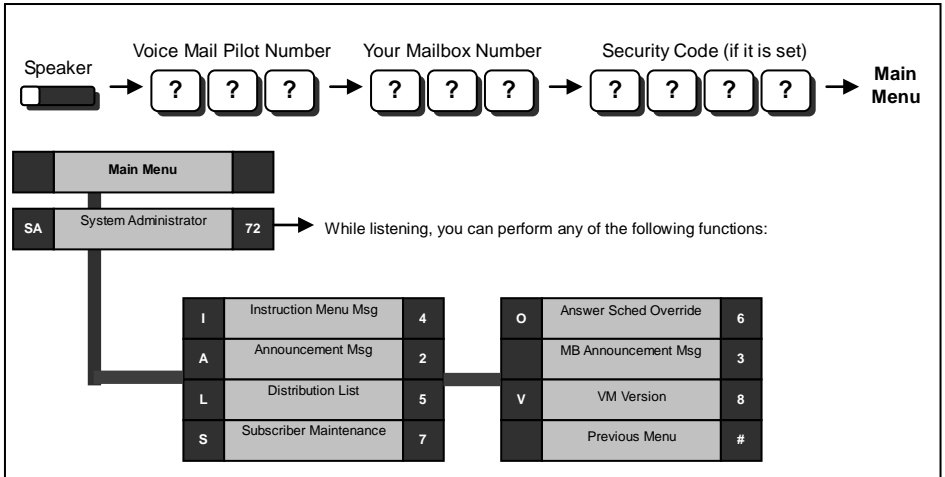 Speaker
Voice Mail Pilot Number
Your Mailbox Number
Security Code (if it is set)
? ? ?
? ? ?
? ? ? ?
Main
Menu
Main Menu
SA System Administrator 72
While listening, you can perform any of the following functions:
I Instruction Menu Msg 4
A Announcement Msg 2
L Distribution List 5
S Subscriber Maintenance 7
O Answer Sched Override 6
MB Announcement Msg 3
V VM Version 8
Previous Menu #